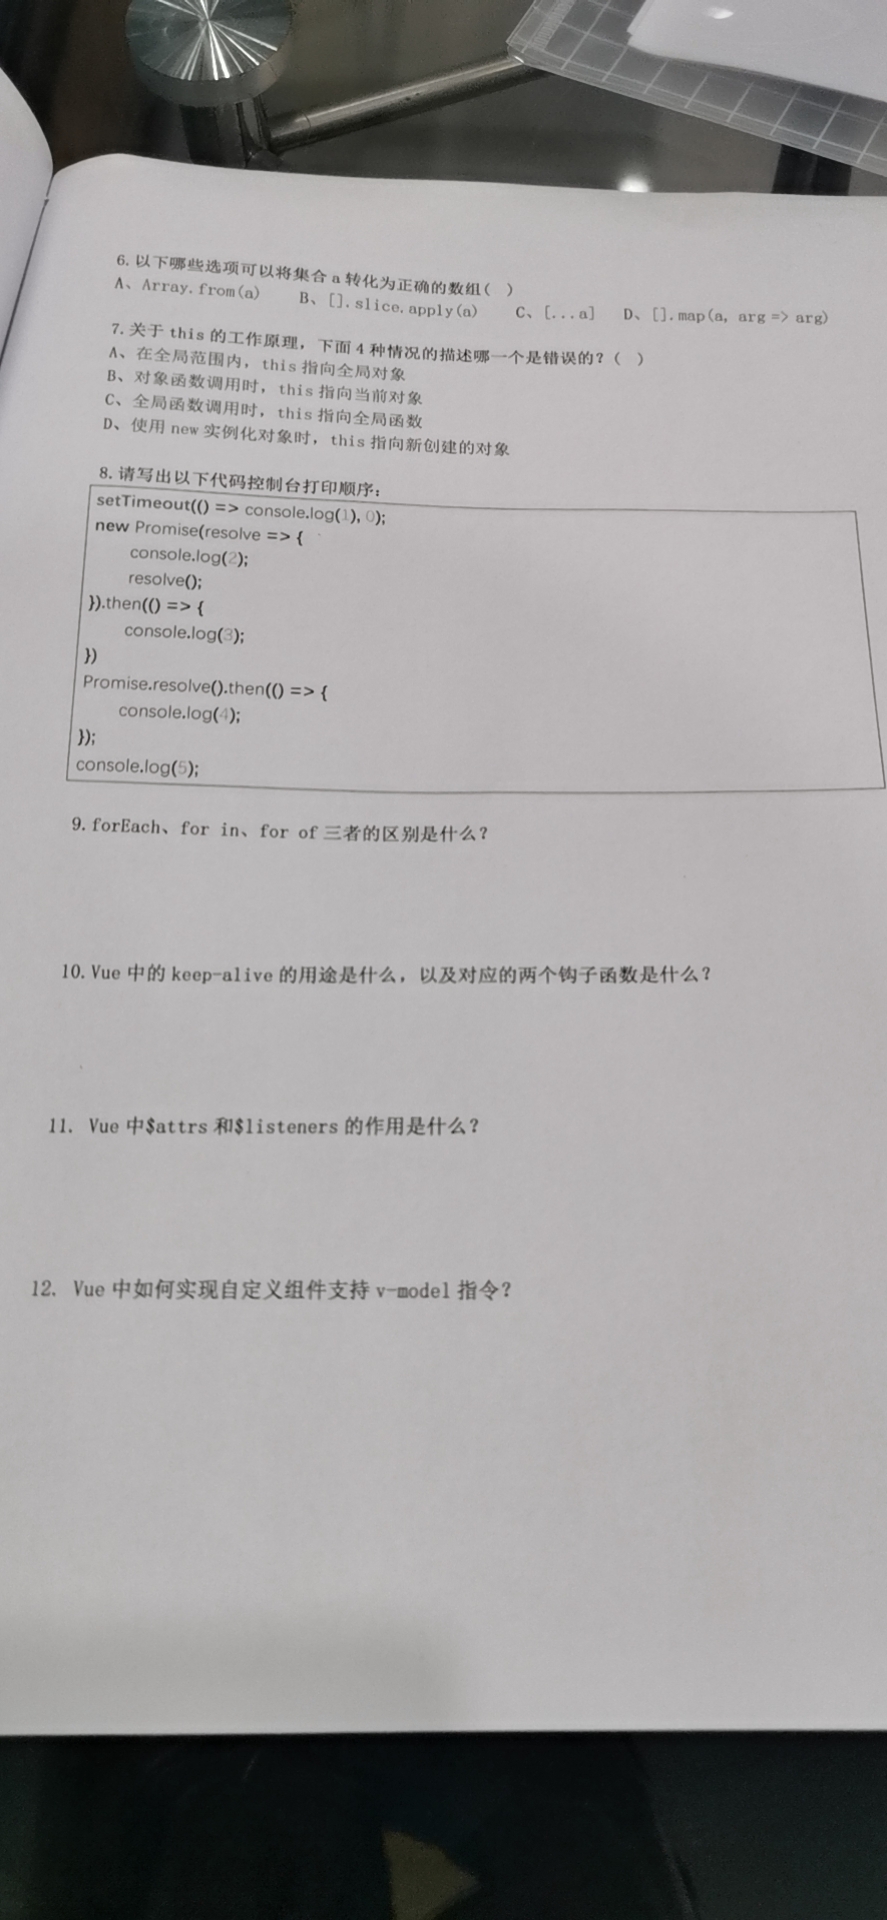 6. 以下哪些选项可以将集合 a 转化为正确的数组( )
A、Array.from(a) B、[].slice.apply(a) C、[...a] D、[].map(a, arg => arg)
7. 关于 this 的工作原理，下面 4 种情况的描述哪一个是错误的？( )
A、在全局范围内，this 指向全局对象
B、对象函数调用时，this 指向当前对象
C、全局函数调用时，this 指向全局函数
D、使用 new 实例化对象时，this 指向新创建的对象
8. 请写出以下代码控制台打印顺序：
setTimeout(() => console.log(1), 0);
new Promise(resolve => {
console.log(2);
resolve();
}).then(() => {
console.log(3);
})
Promise.resolve().then(() => {
console.log(4);
});
console.log(5);
9. forEach、for in、for of 三者的区别是什么？
10. Vue 中的 keep-alive 的用途是什么，以及对应的两个钩子函数是什么？
11. Vue 中$attrs 和$listeners 的作用是什么？
12. Vue 中如何实现自定义组件支持 v-model 指令？